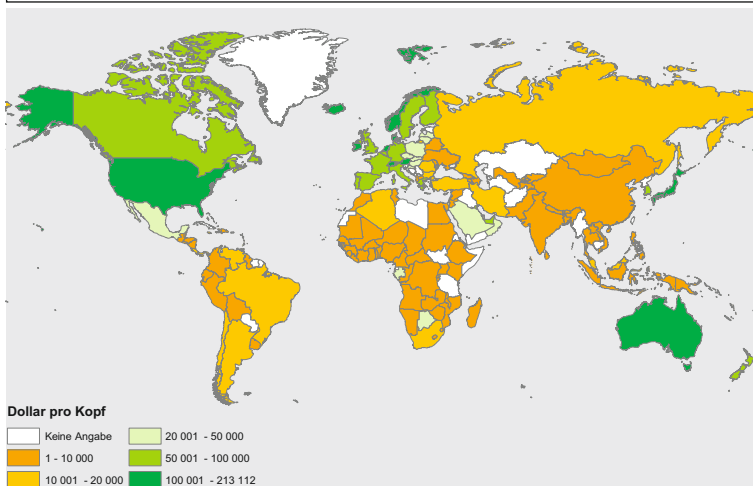 Dollar pro Kopf
Keine Angabe
1 - 10 000
10 001 - 20 000
20 001 - 50 000
50 001 - 100 000
100 001 - 213 112